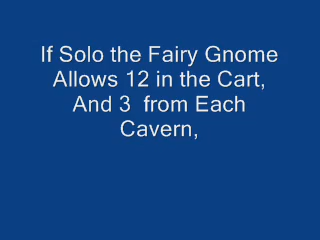 If Solo the Fairy Gnome
Allows 12 in the Cart,
And 3  from Each
Cavern,